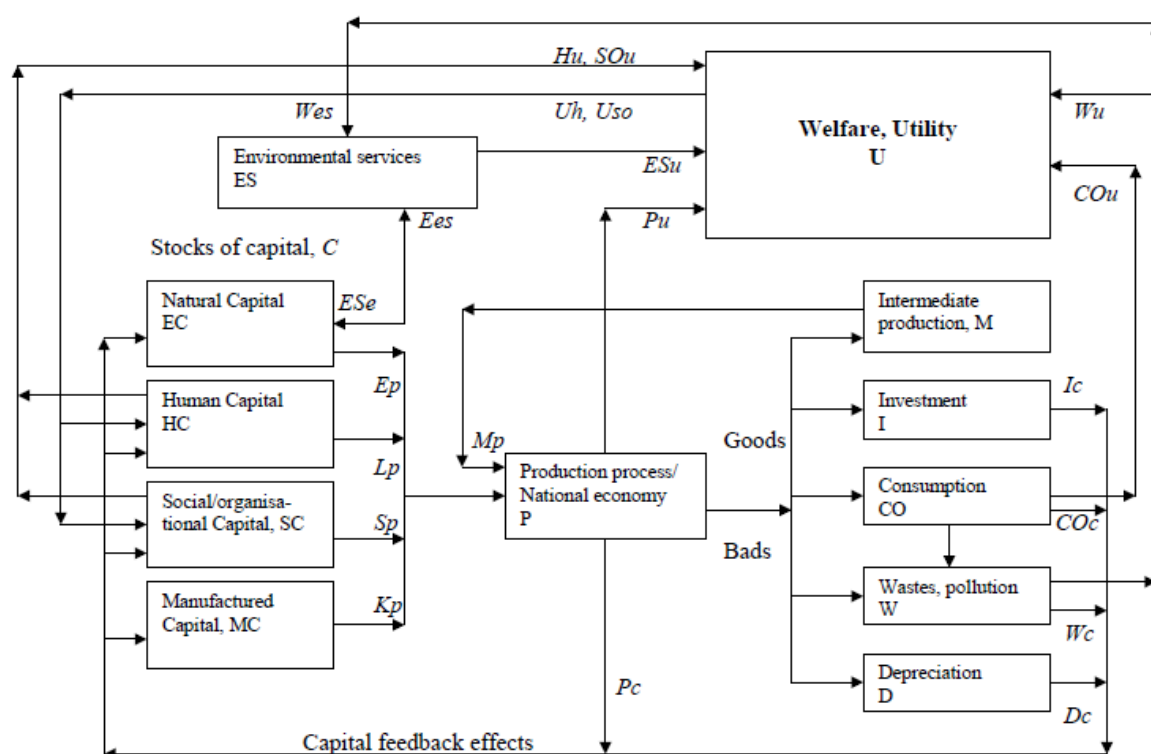 Hu, SOu
Wes
Uh, Uso
Wu
Welfare, Utility
U
Environmental services
ES
ESu
COu
Ees
Pu
Stocks of capital, C
Natural Capital
EC
ESe
Intermediate
production, M
Ep
Human Capital
HC
Ic
Investment
I
Goods
Mp
Lp
Production process/
National economy
P
Social/organisa-
tional Capital, SC
Sp
Consumption
CO
COc
Bads
Manufactured
Capital, MC
Kp
Wastes, pollution
W
Wc
Depreciation
D
Pc
Dc
Capital feedback effects